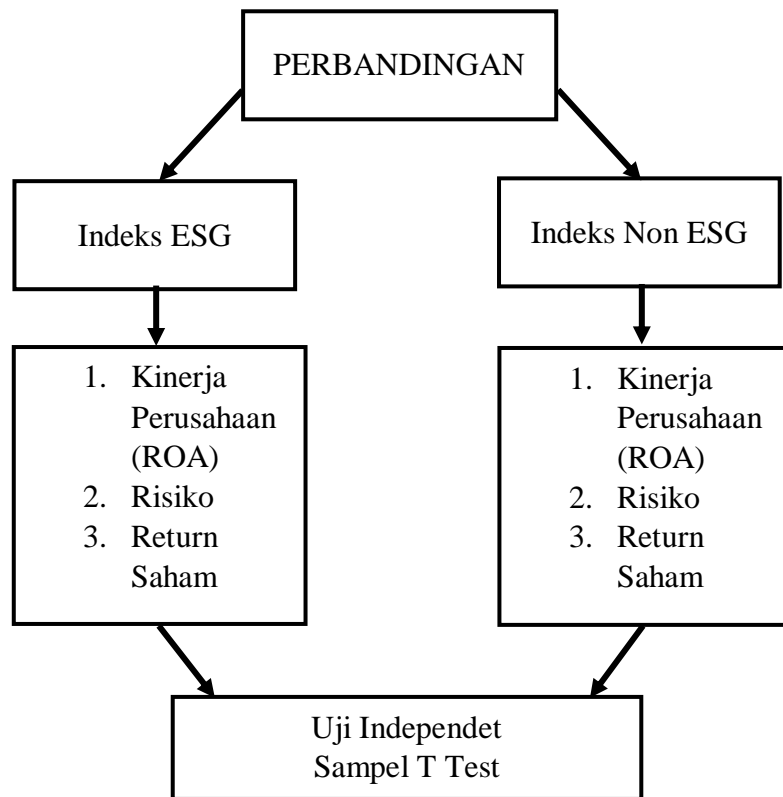 PERBANDINGAN
Indeks ESG
Indeks Non ESG
1. Kinerja
Perusahaan
(ROA)
2. Risiko
3. Return
Saham
1. Kinerja
Perusahaan
(ROA)
2. Risiko
3. Return
Saham
Uji Independet
Sampel T Test